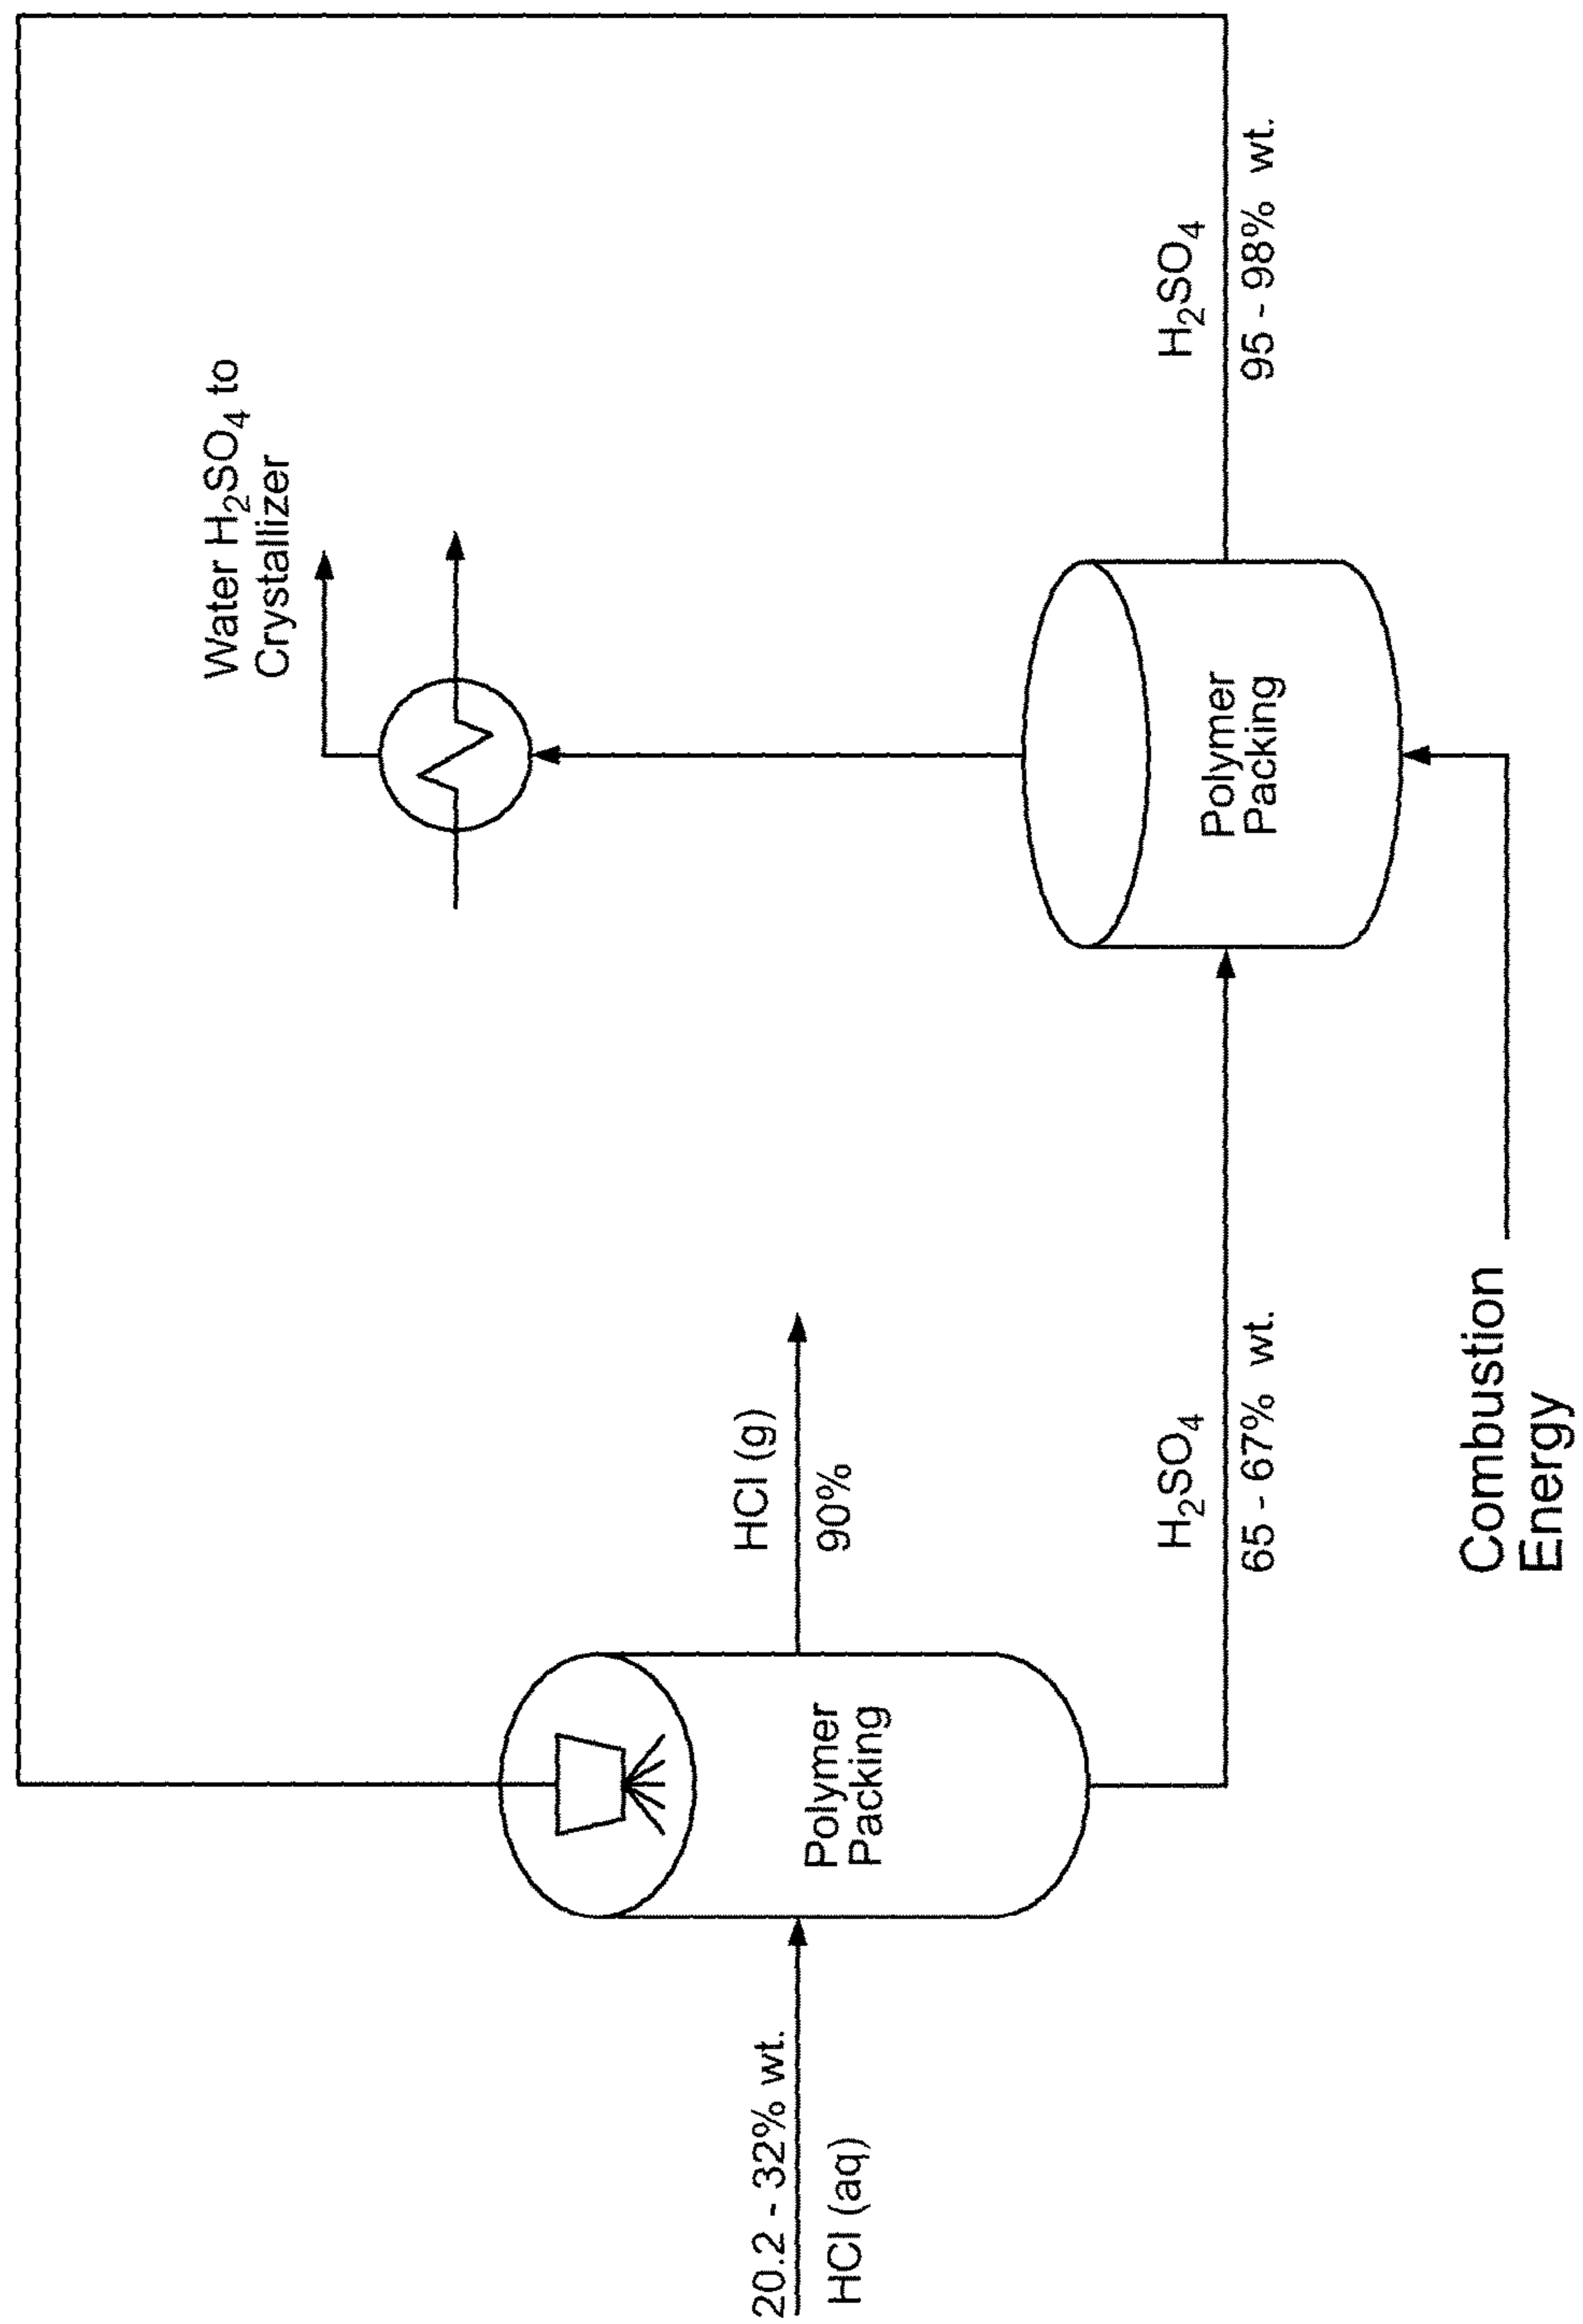 Water H2SO4 to
Crystallizer
HCl (g)
90%
20.2 - 32% wt.
HCl (aq)
Polymer
Packing
Polymer
Packing
H2SO4
65 - 67% wt.
H2SO4
95 - 98% wt.
Combustion
Energy